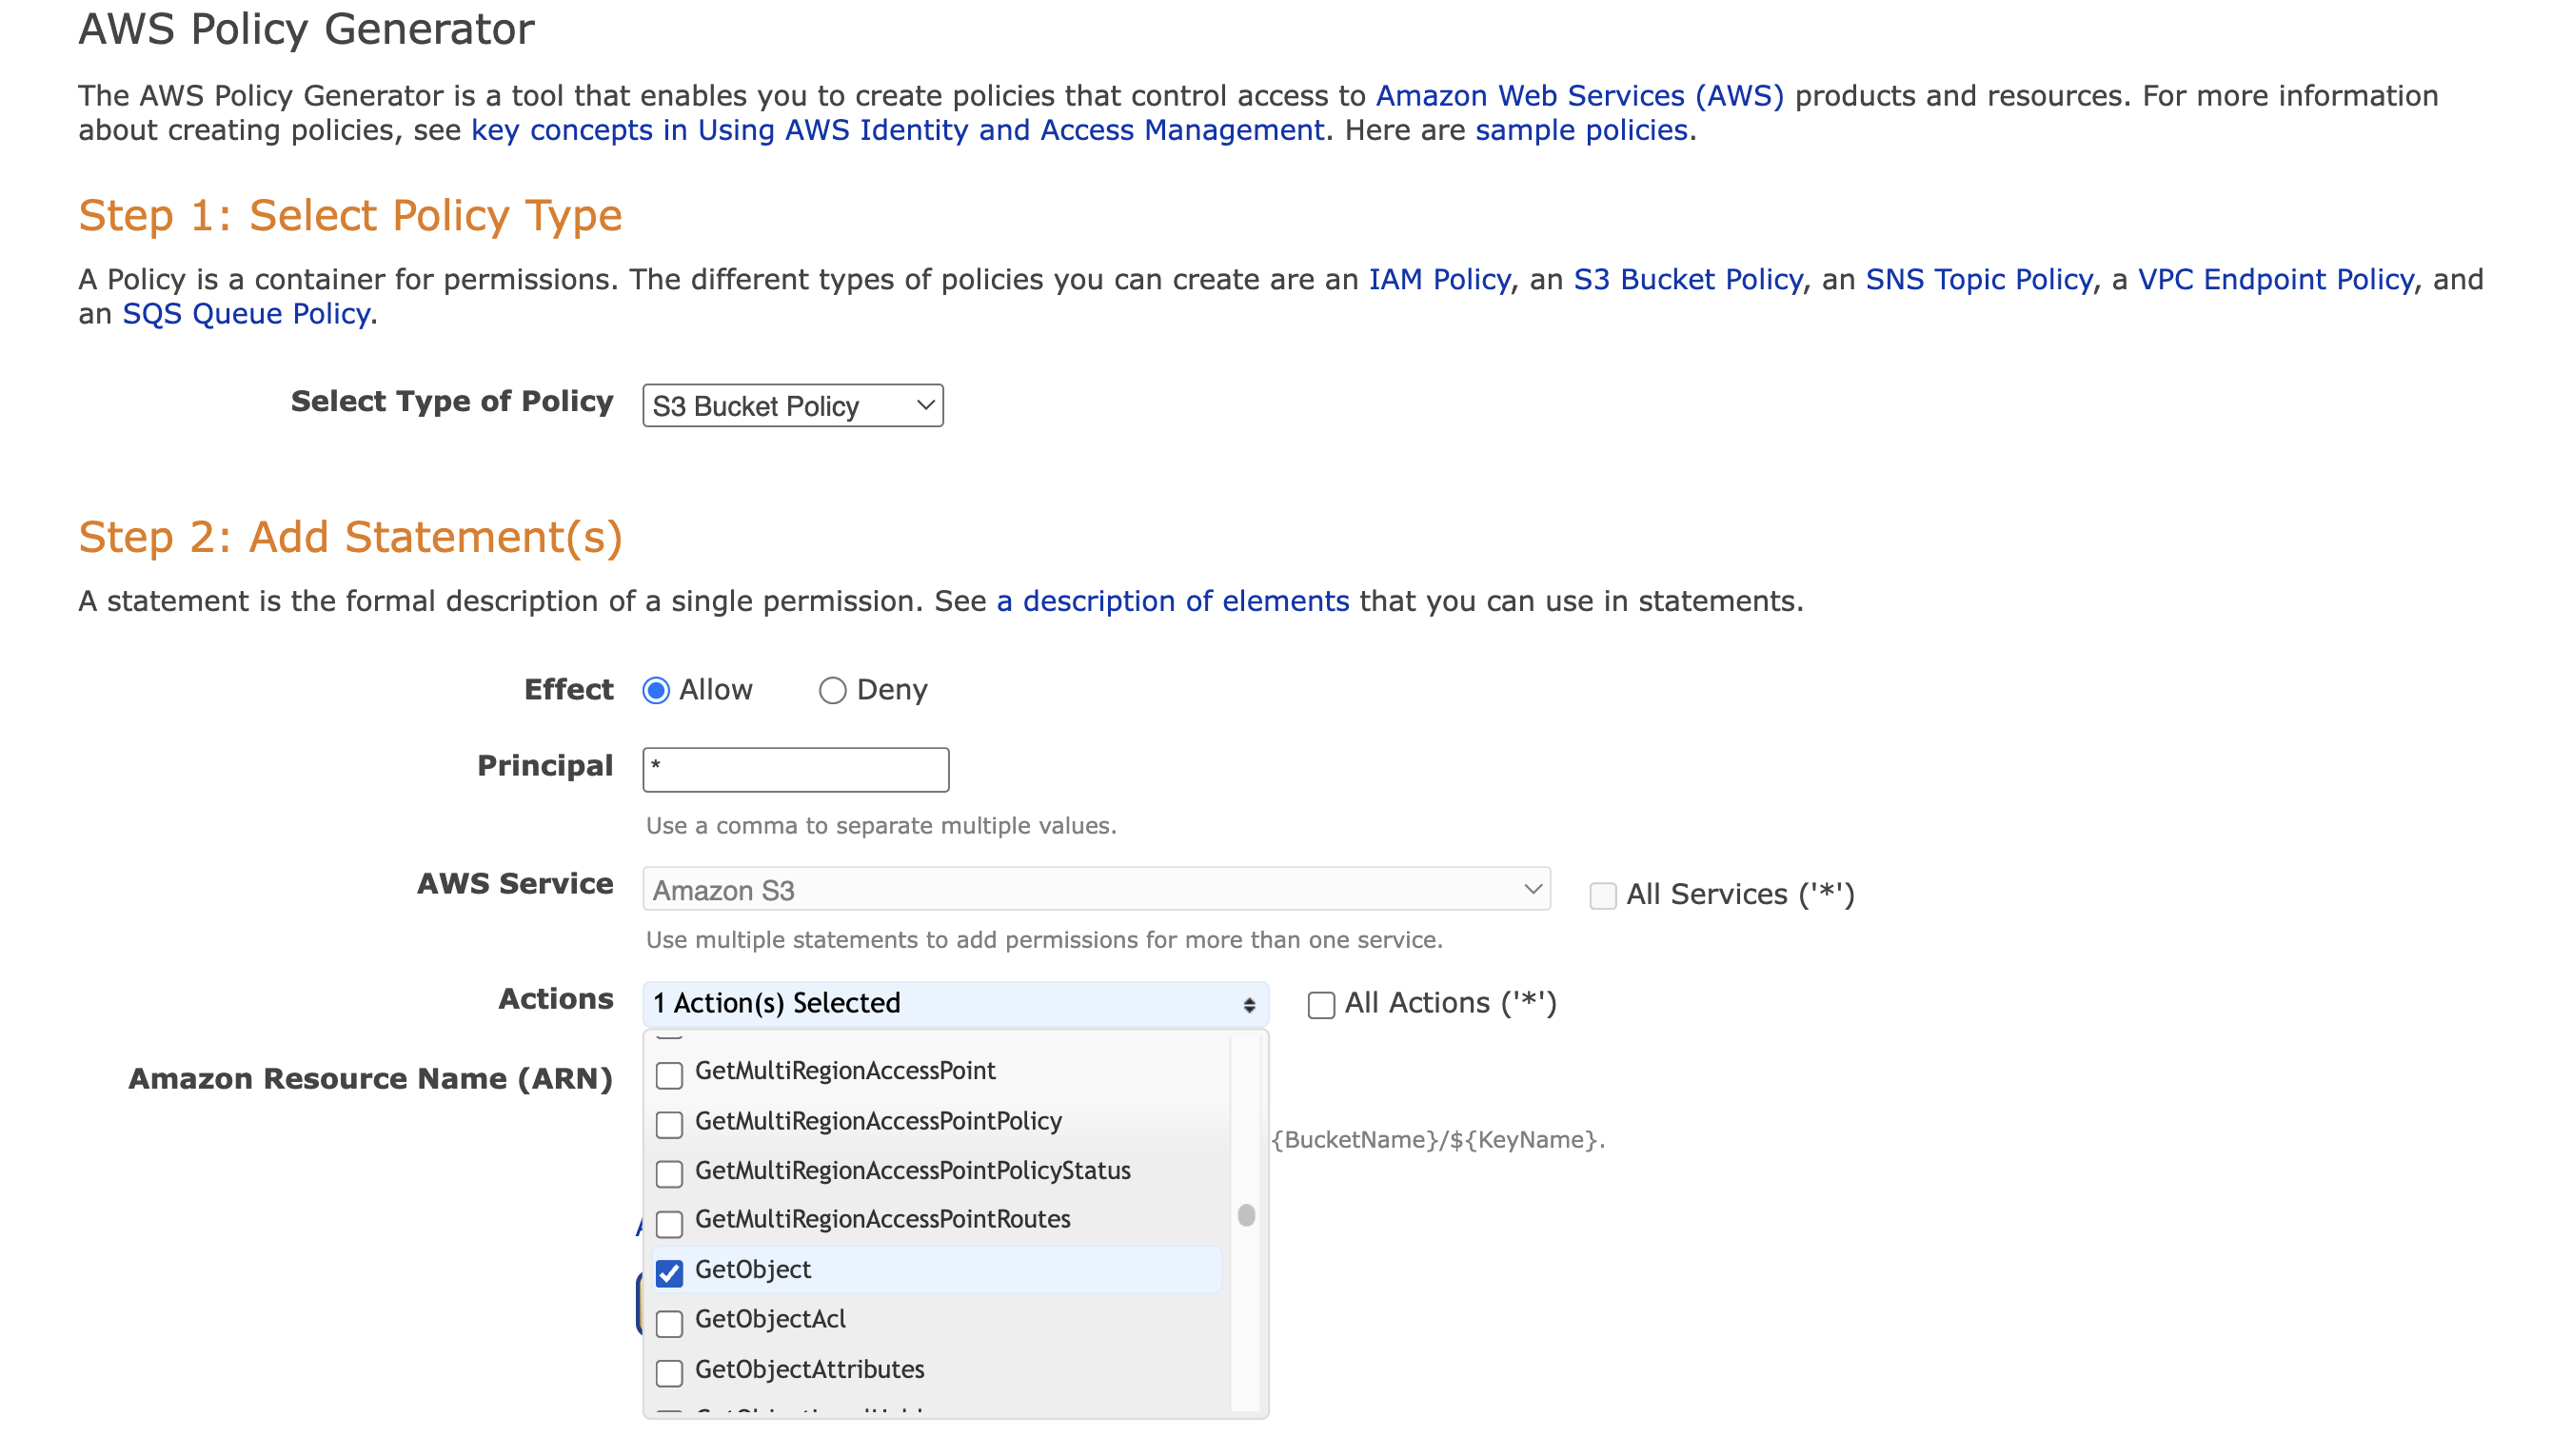 AWS Policy Generator
The AWS Policy Generator is a tool that enables you to create policies that control access to Amazon Web Services (AWS) products and resources. For more information
about creating policies, see key concepts in Using AWS Identity and Access Management. Here are sample policies.
Step 1: Select Policy Type
A Policy is a container for permissions. The different types of policies you can create are an IAM Policy, an S3 Bucket Policy, an SNS Topic Policy, a VPC Endpoint Policy, and
an SQS Queue Policy.
Select Type of Policy S3 Bucket Policy
Step 2: Add Statement(s)
A statement is the formal description of a single permission. See a description of elements that you can use in statements.
Effect Allow Deny
Principal *
Use a comma to separate multiple values.
AWS Service Amazon S3 All Services ('*')
Use multiple statements to add permissions for more than one service.
Actions 1 Action(s) Selected All Actions ('*')
GetMultiRegionAccessPoint
Amazon Resource Name (ARN)
GetMultiRegionAccessPointPolicy
{BucketName}/${KeyName}.
GetMultiRegionAccessPointPolicyStatus
GetMultiRegionAccessPointRoutes
GetObject
GetObjectAcl
GetObjectAttributes